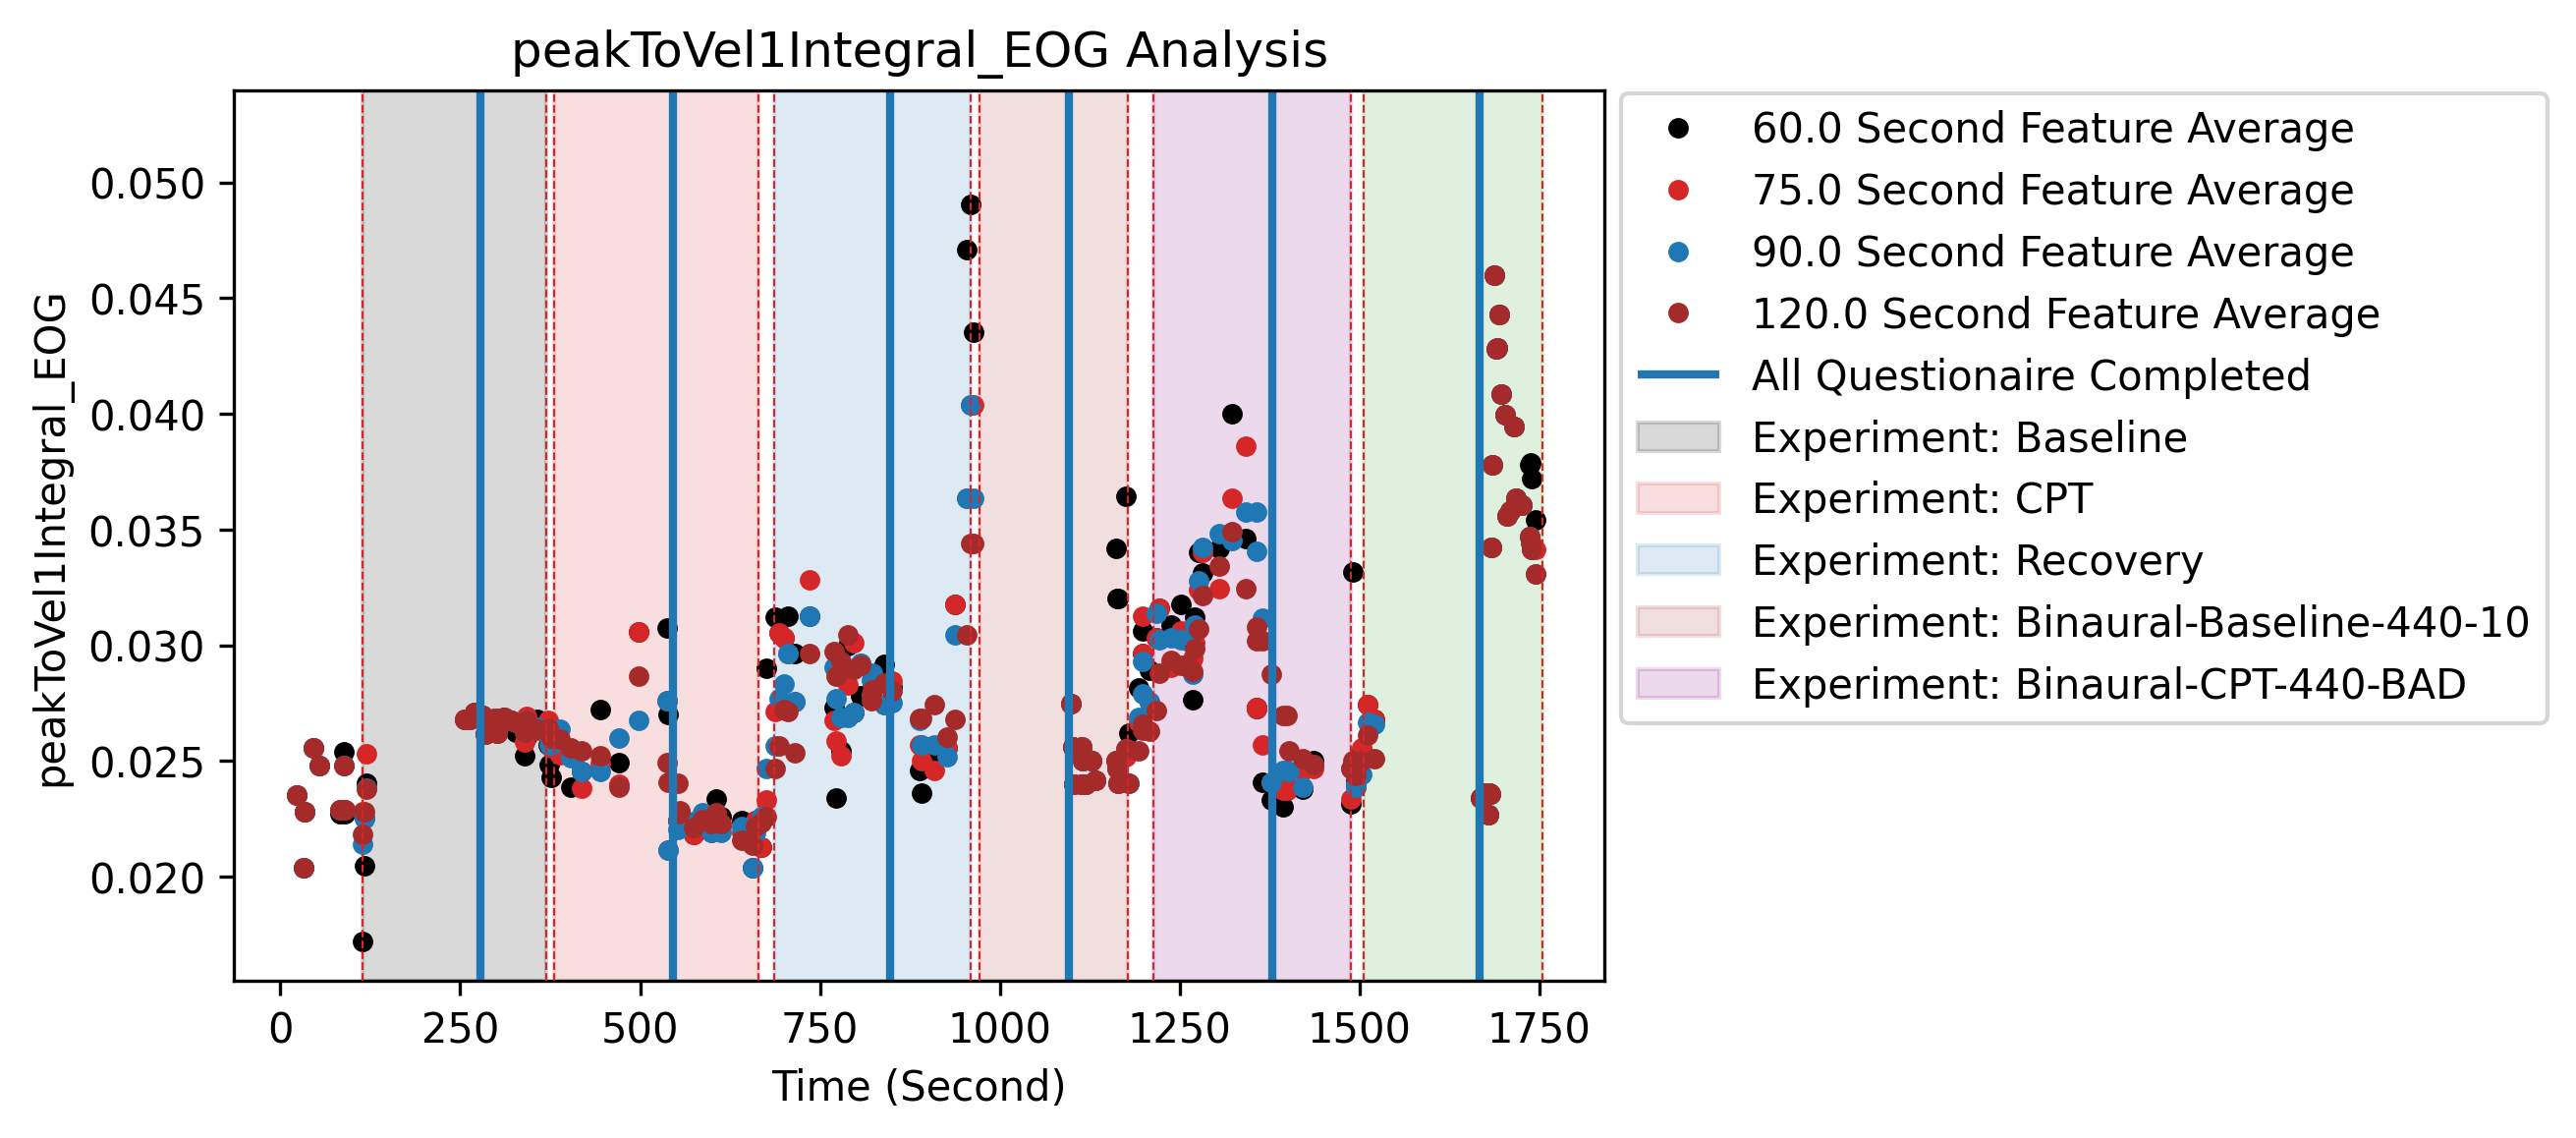 peakToVel1Integral_EOG Analysis
peakToVel1Integral_EOG
0.050
0.045
0.040
0.035
0.030
0.025
0.020
0 250 500 750 1000 1250 1500 1750
Time (Second)
60.0 Second Feature Average
75.0 Second Feature Average
90.0 Second Feature Average
120.0 Second Feature Average
All Questionaire Completed
Experiment: Baseline
Experiment: CPT
Experiment: Recovery
Experiment: Binaural-Baseline-440-10
Experiment: Binaural-CPT-440-BAD